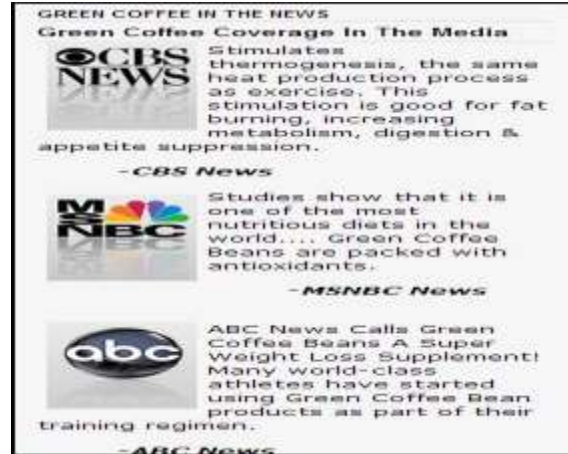 GREEN COFFEE IN THE NEWS
Green Coffee Coverage In The Media
CBS
NEWS
Stimulates
thermogenesis, the same
heat production process
as exercise. This
stimulation is good for fat
burning, increasing
metabolism, digestion &
appetite suppression.
-CBS News
MSNBC
Studies show that it is
one of the most
nutritious diets in the
world.... Green Coffee
Beans are packed with
antioxidants.
-MSNBC News
abc
ABC News Calls Green
Coffee Beans A Super
Weight Loss Supplement!
Many world-class
athletes have started
using Green Coffee Bean
products as part of their
training regimen.
-ABC News